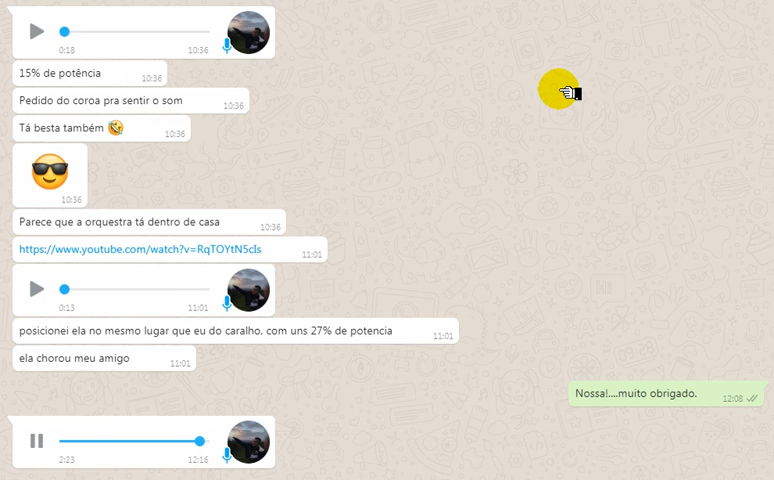 0:18 10:36
15% de potência 10:36
Pedido do coroa pra sentir o som 10:36
Tá besta também 🤣 10:36
😎
10:36
Parece que a orquestra tá dentro de casa 10:36
https://www.youtube.com/watch?v=RqTOYtN5cIs 11:01
0:13 11:01
posicionei ela no mesmo lugar que eu do caralho, com uns 27% de potencia 11:01
ela chorou meu amigo 11:01
Nossa!....muito obrigado. 12:08
2:23 12:16